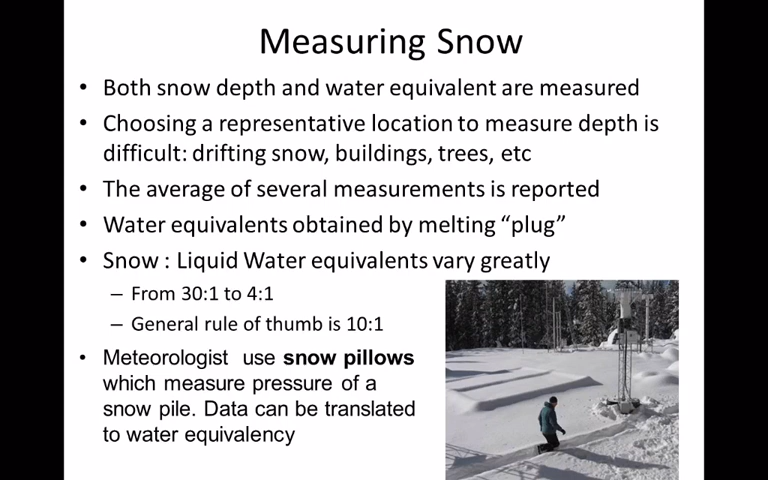 Measuring Snow
• Both snow depth and water equivalent are measured
• Choosing a representative location to measure depth is
difficult: drifting snow, buildings, trees, etc
• The average of several measurements is reported
• Water equivalents obtained by melting “plug”
• Snow : Liquid Water equivalents vary greatly
– From 30:1 to 4:1
– General rule of thumb is 10:1
• Meteorologist use snow pillows
which measure pressure of a
snow pile. Data can be translated
to water equivalency